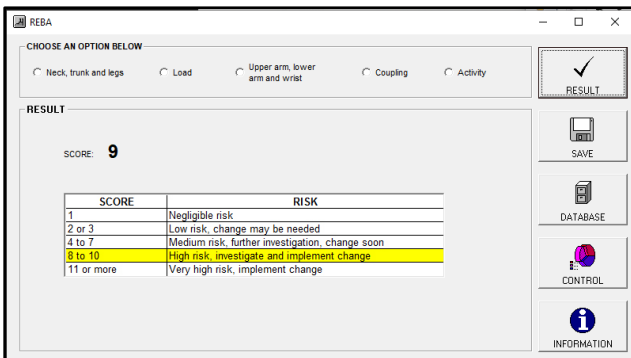 REBA
CHOOSE AN OPTION BELOW
Neck, trunk and legs
Load
Upper arm, lower
arm and wrist
Coupling
Activity
RESULT
RESULT
SCORE: 9
SAVE
SCORE RISK
1 Negligible risk
2 or 3 Low risk, change may be needed
4 to 7 Medium risk, further investigation, change soon
8 to 10 High risk, investigate and implement change
11 or more Very high risk, implement change
DATABASE
CONTROL
INFORMATION